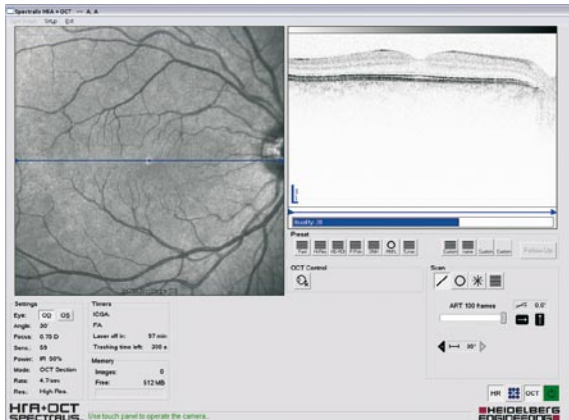 Spectralis HRA + OCT --- A. A
Setup Exit
Quality: 28
Preset
OCT Control
Scan
ART 100 frames
0.0°
30°
Settings
Eye: OD OS
Angle: 30°
Focus: 0.70 D
Sens.: 59
Power: IR 50%
Mode: OCT Section
Rate: 4.7/sec
Res.: High Res.
Timers
ICGA:
FA:
Laser off in: 97 min
Tracking time left: 300 s
Memory
Images: 0
Free: 512 MB
HR OCT
HRA+OCT
SPECTRALIS
Use touch panel to operate the camera..
HEIDELBERG
ENGINEERING